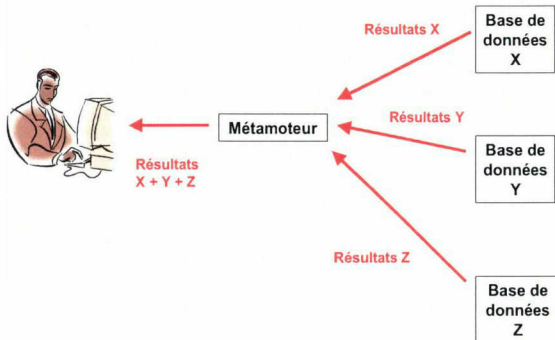 Résultats X
Base de
données
X
Métamoteur
Résultats Y
Résultats
X + Y + Z
Base de
données
Y
Résultats Z
Base de
données
Z